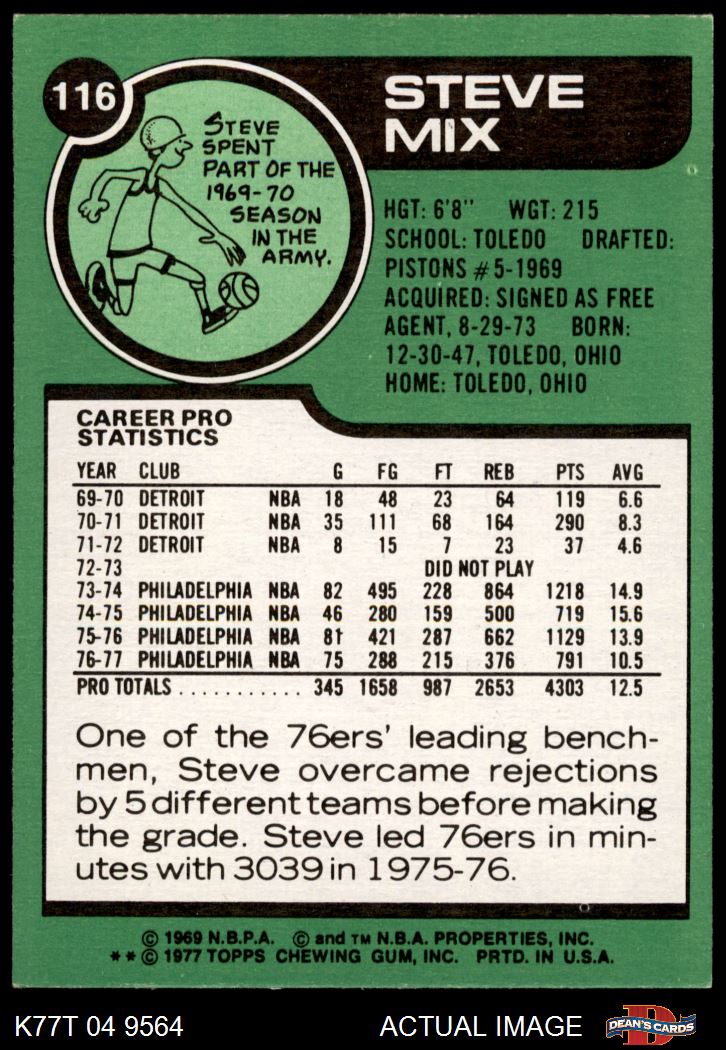 116
STEVE
MIX
STEVE
SPENT
PART OF THE
1969-70
SEASON
IN THE
ARMY.
HGT: 6'8" WGT: 215
SCHOOL: TOLEDO DRAFTED:
PISTONS #5-1969
ACQUIRED: SIGNED AS FREE
AGENT, 8-29-73 BORN:
12-30-47, TOLEDO, OHIO
HOME: TOLEDO, OHIO
CAREER PRO
STATISTICS
YEAR CLUB G FG FT REB PTS AVG
69-70 DETROIT NBA 18 48 23 64 119 6.6
70-71 DETROIT NBA 35 111 68 164 290 8.3
71-72 DETROIT NBA 8 15 7 23 37 4.6
72-73 DID NOT PLAY
73-74 PHILADELPHIA NBA 82 495 228 864 1218 14.9
74-75 PHILADELPHIA NBA 46 280 159 500 719 15.6
75-76 PHILADELPHIA NBA 81 421 287 662 1129 13.9
76-77 PHILADELPHIA NBA 75 288 215 376 791 10.5
PRO TOTALS........... 345 1658 987 2653 4303 12.5
One of the 76ers' leading bench-
men, Steve overcame rejections
by 5 different teams before making
the grade. Steve led 76ers in min-
utes with 3039 in 1975-76.
© 1969 N.B.P.A. © and TM N.B.A. PROPERTIES, INC.
**© 1977 TOPPS CHEWING GUM, INC. PRTD. IN U.S.A.
K77T 04 9564 ACTUAL IMAGE D DEAN'S CARDS